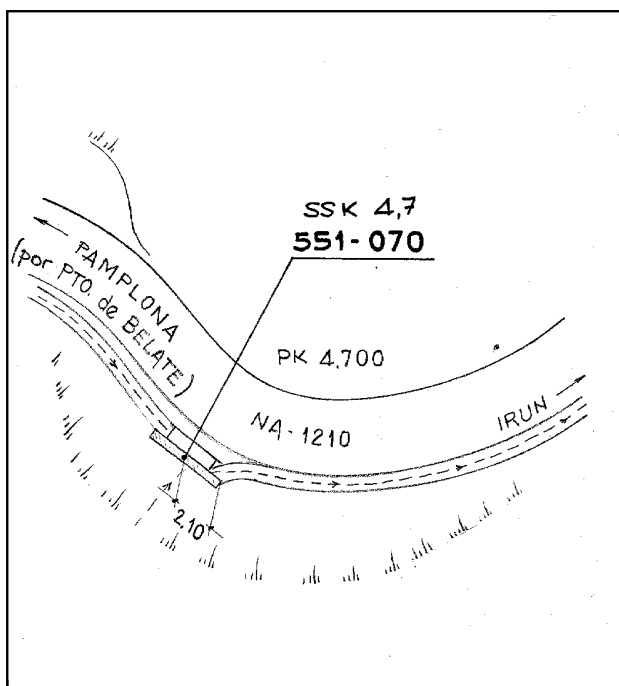 SSK 4,7
551-070
PAMPLONA
(por PTO. de BELATE)
PK 4.700
NA-1210
IRUN
2,10